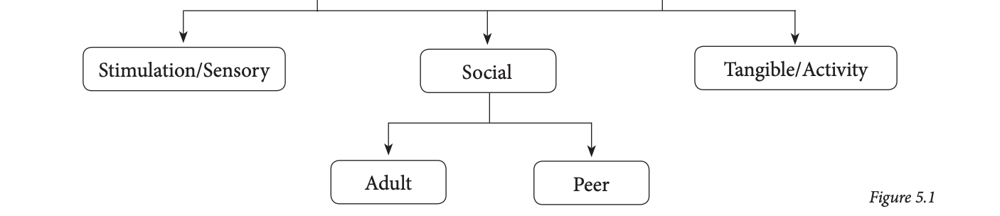 Stimulation/Sensory
Social
Tangible/Activity
Adult
Peer
Figure 5.1